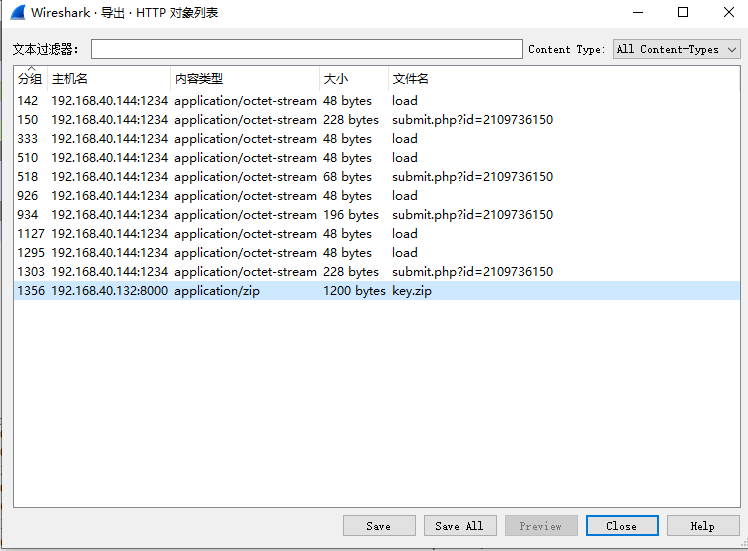 Wireshark · 导出 · HTTP 对象列表
文本过滤器： Content Type: All Content-Types
分组 主机名 内容类型 大小 文件名
142 192.168.40.144:1234 application/octet-stream 48 bytes load
150 192.168.40.144:1234 application/octet-stream 228 bytes submit.php?id=2109736150
333 192.168.40.144:1234 application/octet-stream 48 bytes load
510 192.168.40.144:1234 application/octet-stream 48 bytes load
518 192.168.40.144:1234 application/octet-stream 68 bytes submit.php?id=2109736150
926 192.168.40.144:1234 application/octet-stream 48 bytes load
934 192.168.40.144:1234 application/octet-stream 196 bytes submit.php?id=2109736150
1127 192.168.40.144:1234 application/octet-stream 48 bytes load
1295 192.168.40.144:1234 application/octet-stream 48 bytes load
1303 192.168.40.144:1234 application/octet-stream 228 bytes submit.php?id=2109736150
1356 192.168.40.132:8000 application/zip 1200 bytes key.zip
Save Save All Preview Close Help